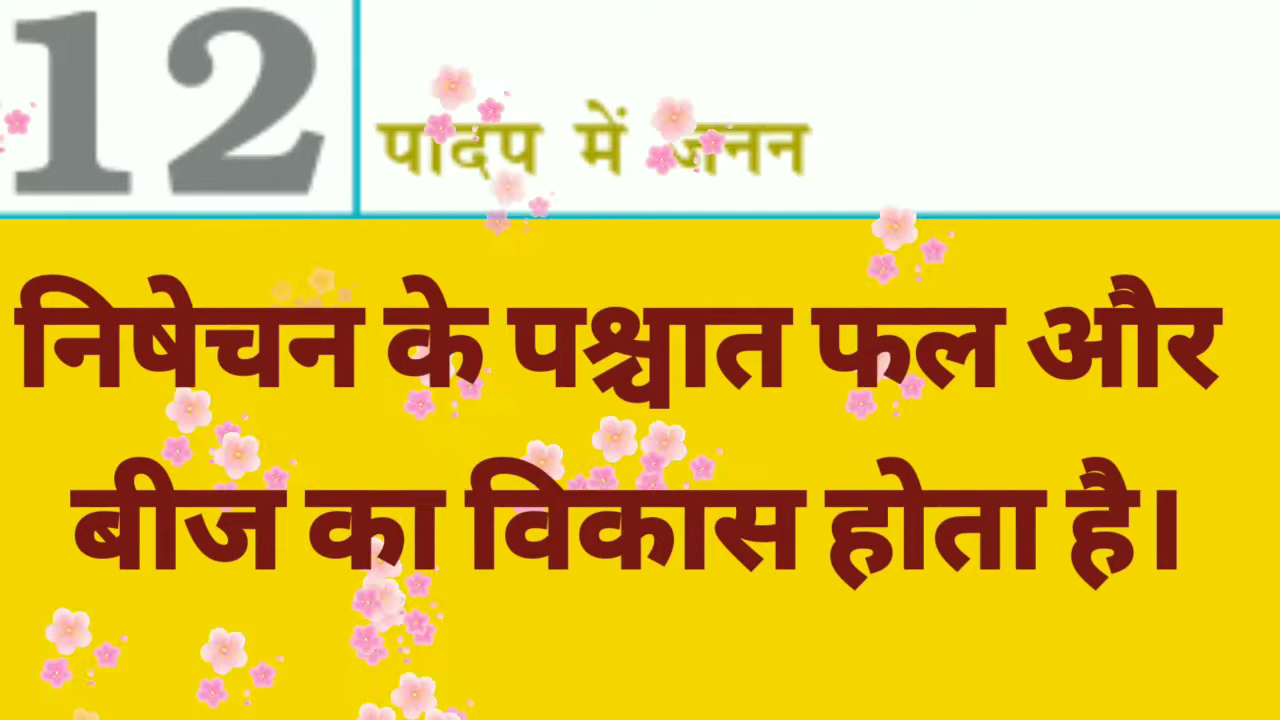 12
पादप में जनन
निषेचन के पश्चात फल और
बीज का विकास होता है।